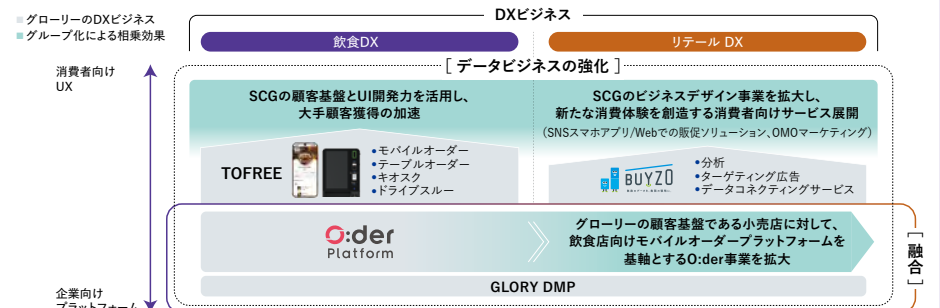 DXビジネス
グローリーのDXビジネス
グループ化による相乗効果
飲食DX
リテール DX
消費者向け
UX
［ データビジネスの強化 ］
SCGの顧客基盤とUI開発力を活用し、
大手顧客獲得の加速
SCGのビジネスデザイン事業を拡大し、
新たな消費体験を創造する消費者向けサービス展開
（SNSスマホアプリ/Webでの販促ソリューション、OMOマーケティング）
TOFREE
•モバイルオーダー
•テーブルオーダー
•キオスク
•ドライブスルー
BUYZO
•分析
•ターゲティング広告
•データコネクティングサービス
O:der
Platform
グローリーの顧客基盤である小売店に対して、
飲食店向けモバイルオーダープラットフォームを
基軸とするO:der事業を拡大
［融合］
GLORY DMP
企業向け
プラットフォーム